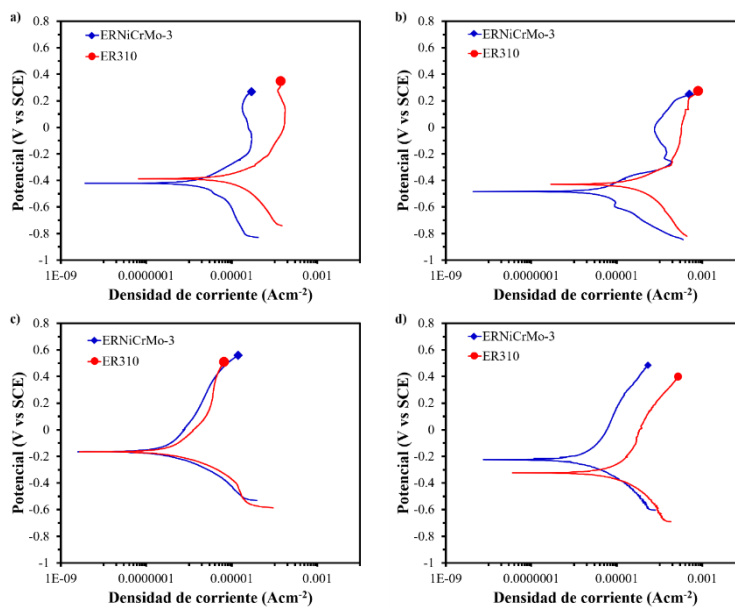 a)
ERNiCrMo-3
ER310
Potencial (V vs SCE)
0.8
0.6
0.4
0.2
0
-0.2
-0.4
-0.6
-0.8
-1
1E-09 0.0000001 0.00001 0.001
Densidad de corriente (Acm-2)
b)
ERNiCrMo-3
ER310
Potencial (V vs SCE)
0.8
0.6
0.4
0.2
0
-0.2
-0.4
-0.6
-0.8
-1
1E-09 0.0000001 0.00001 0.001
Densidad de corriente (Acm-2)
c)
ERNiCrMo-3
ER310
Potencial (V vs SCE)
0.8
0.6
0.4
0.2
0
-0.2
-0.4
-0.6
-0.8
-1
1E-09 0.0000001 0.00001 0.001
Densidad de corriente (Acm-2)
d)
ERNiCrMo-3
ER310
Potencial (V vs SCE)
0.8
0.6
0.4
0.2
0
-0.2
-0.4
-0.6
-0.8
-1
1E-09 0.0000001 0.00001 0.001
Densidad de corriente (Acm-2)